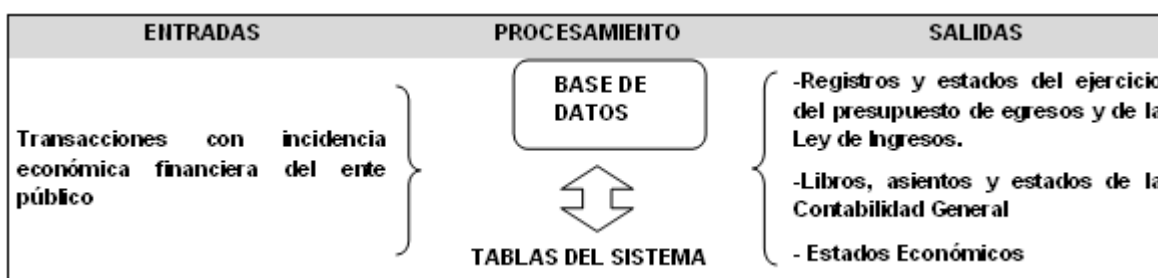 ENTRADAS PROCESAMIENTO SALIDAS
Transacciones con incidencia
económica financiera del ente
público
BASE DE
DATOS
TABLAS DEL SISTEMA
-Registros y estados del ejercicio
del presupuesto de egresos y de la
Ley de Ingresos.
-Libros, asientos y estados de la
Contabilidad General
- Estados Económicos